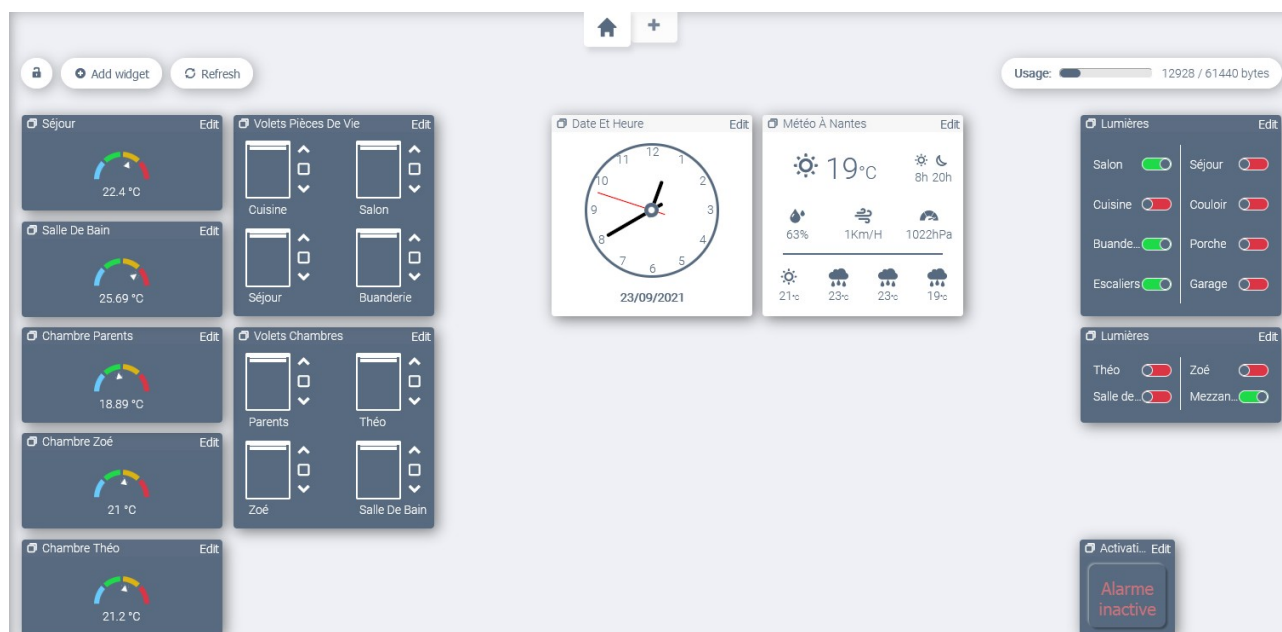 +
Add widget
Refresh
Usage:
12928 / 61440 bytes
Séjour Edit
22.4 °C
Salle De Bain Edit
25.69 °C
Chambre Parents Edit
18.89 °C
Chambre Zoé Edit
21 °C
Chambre Théo Edit
21.2 °C
Volets Pièces De Vie Edit
Cuisine Salon
Séjour Buanderie
Volets Chambres Edit
Parents Théo
Zoé Salle De Bain
Date Et Heure Edit
12
11 1
10 2
9 3
8 4
7 5
6
23/09/2021
Météo À Nantes Edit
19°C
8h 20h
63% 1Km/H 1022hPa
21°C 23°C 23°C 19°C
Lumières Edit
Salon Séjour
Cuisine Couloir
Buande... Porche
Escaliers Garage
Lumières Edit
Théo Zoé
Salle de... Mezzan...
Activati... Edit
Alarme
inactive